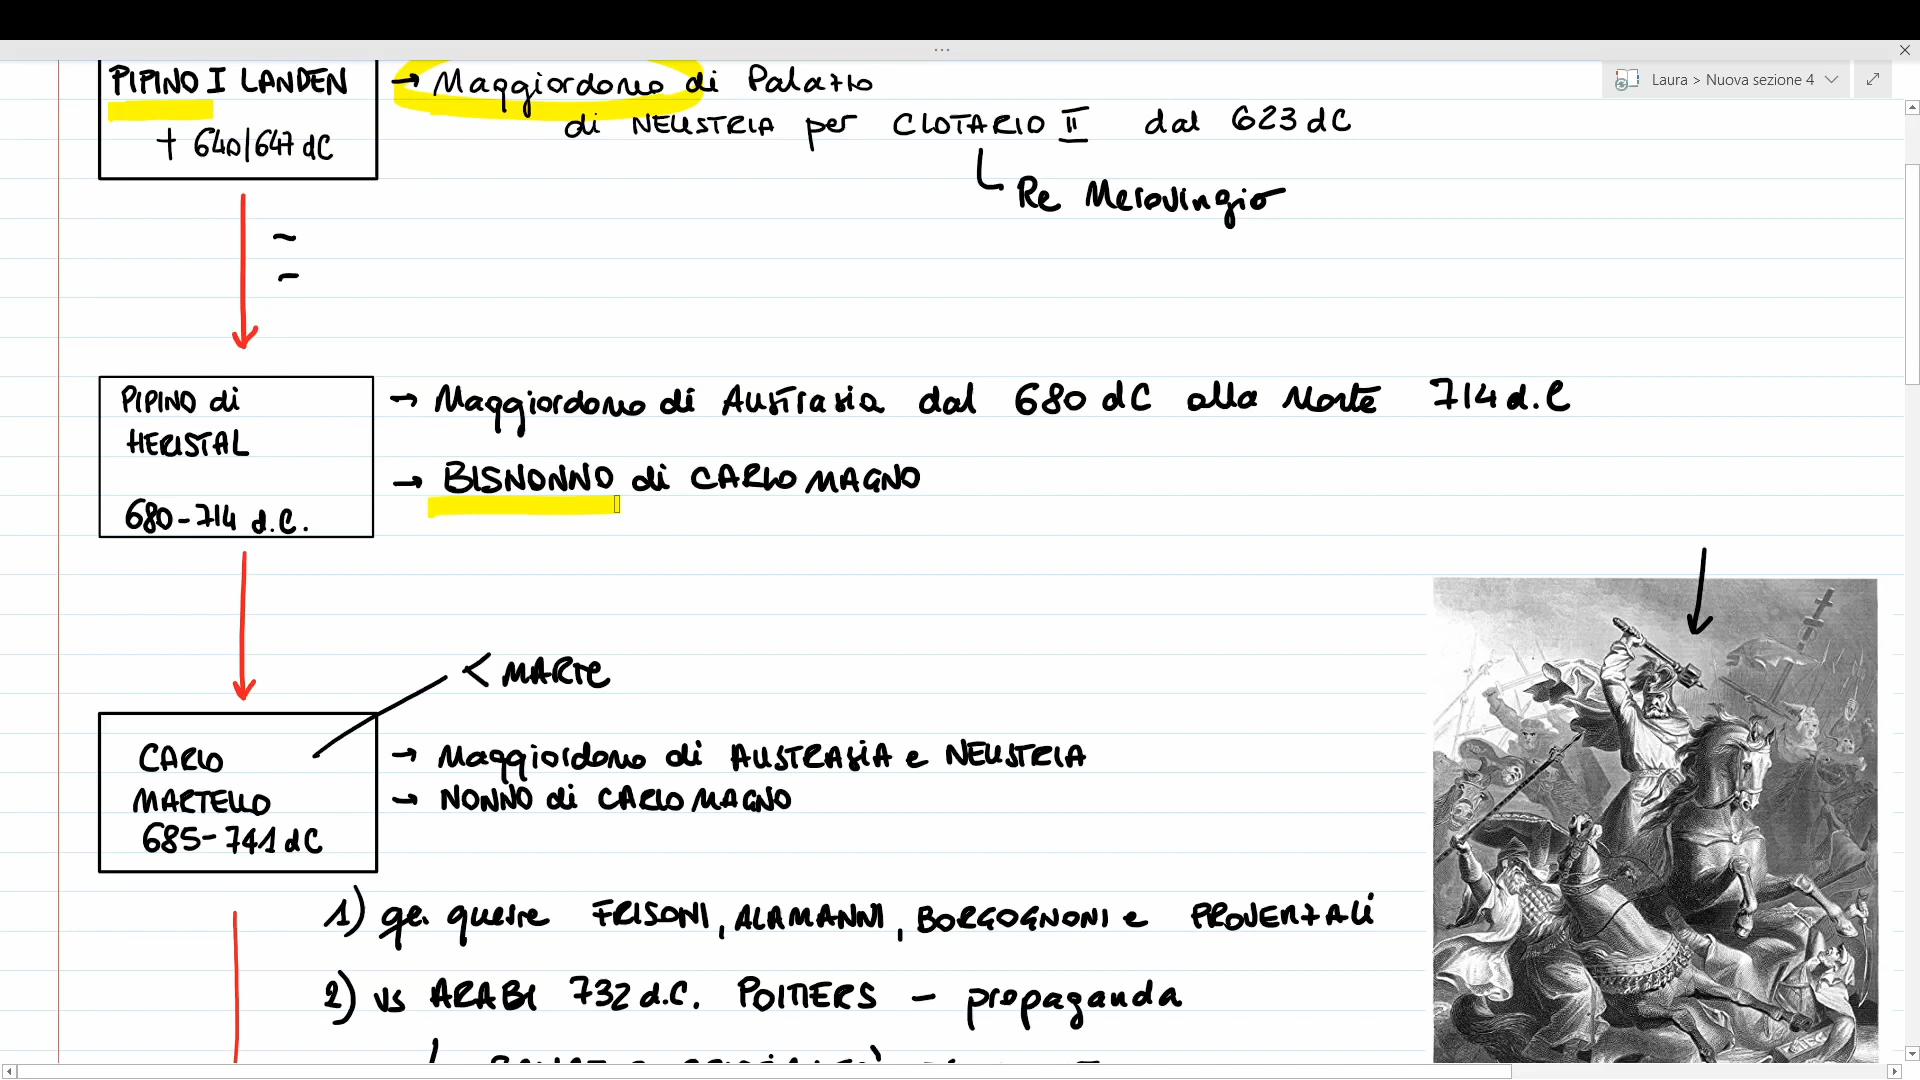 ...
Laura > Nuova sezione 4
PIPINO I LANDEN → Maggiordomo di Palazzo
di NEUSTRIA per CLOTARIO II dal 623 dC
+ 640/647 dC
Re Merovingio
PIPINO di HERISTAL
680-714 d.C.
→ Maggiordomo di Austrasia dal 680 dC alla Morte 714 d.C
→ BISNONNO di CARLO MAGNO
< MARTE
CARLO MARTELLO
685-741 dC
→ Maggiordomo di AUSTRASIA e NEUSTRIA
→ NONNO di CARLO MAGNO
1) ge. guerre FRISONI, ALAMANNI, BORGOGNONI e PROVENZALI
2) vs ARABI 732 d.C. POITIERS - propaganda